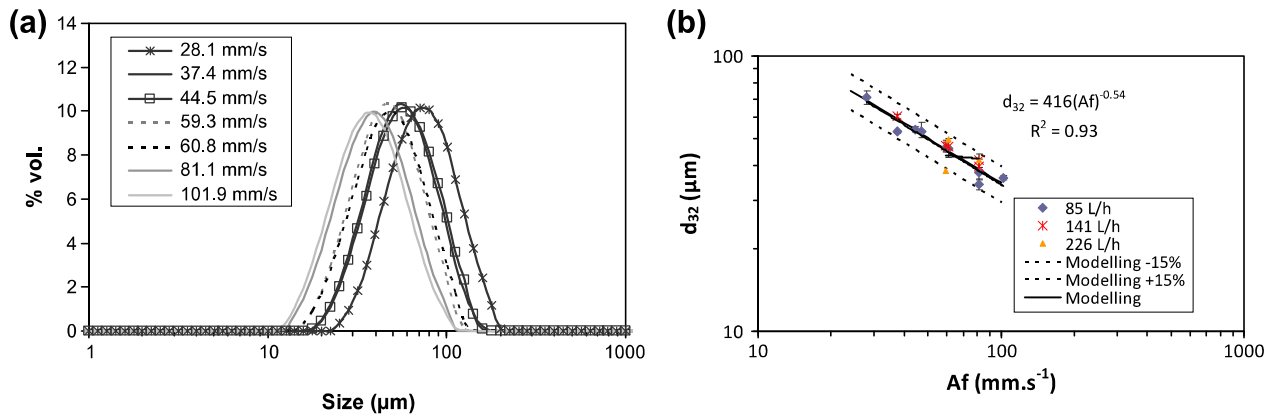 (a)
14
12
10
8
6
4
2
0
% vol.
28.1 mm/s
37.4 mm/s
44.5 mm/s
59.3 mm/s
60.8 mm/s
81.1 mm/s
101.9 mm/s
1
10
100
1000
Size (µm)
(b)
100
10
d32 (µm)
d32 = 416(Af)-0.54
R2 = 0.93
85 L/h
141 L/h
226 L/h
Modelling -15%
Modelling +15%
Modelling
10
100
1000
Af (mm.s-1)